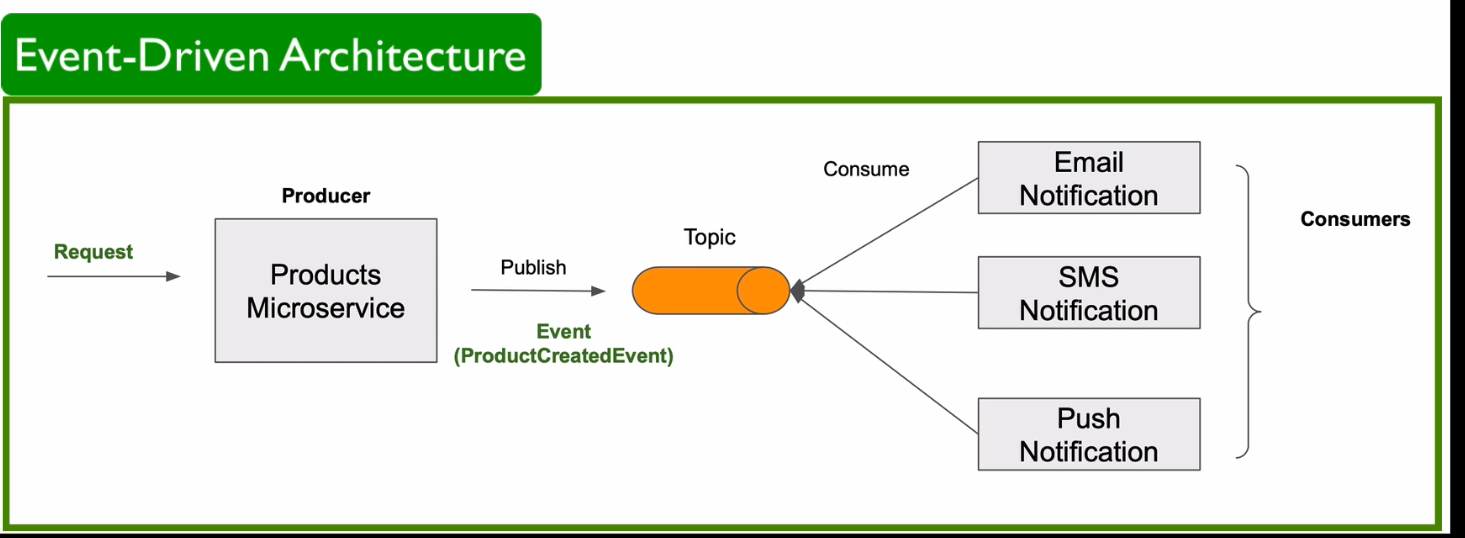 Event-Driven Architecture
Producer
Request
Products
Microservice
Publish
Event
(ProductCreatedEvent)
Topic
Consume
Email
Notification
SMS
Notification
Push
Notification
Consumers